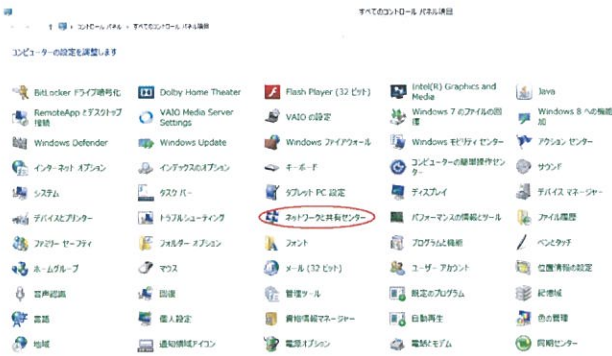 すべてのコントロール パネル項目
↑ › コントロール パネル › すべてのコントロール パネル項目
コンピューターの設定を調整します
BitLocker ドライブ暗号化
Dolby Home Theater
Flash Player (32 ビット)
Intel(R) Graphics and
Media
Java
RemoteApp とデスクトップ
接続
VAIO Media Server
Settings
VAIO の設定
Windows 7 のファイルの回
復
Windows 8 への機能
加
Windows Defender
Windows Update
Windows ファイアウォール
Windows モビリティ センター
アクション センター
インターネット オプション
インデックスのオプション
キーボード
コンピューターの簡単操作セン
ター
サウンド
システム
タスク バー
タブレット PC 設定
ディスプレイ
デバイス マネージャー
デバイスとプリンター
トラブルシューティング
ネットワークと共有センター
パフォーマンスの情報とツール
ファイル履歴
ファミリー セーフティ
フォルダー オプション
フォント
プログラムと機能
ペンとタッチ
ホームグループ
マウス
メール (32 ビット)
ユーザー アカウント
位置情報の設定
音声認識
回復
管理ツール
既定のプログラム
記憶域
言語
個人設定
資格情報マネージャー
自動再生
色の管理
地域
通知領域アイコン
電源オプション
電話とモデム
同期センター